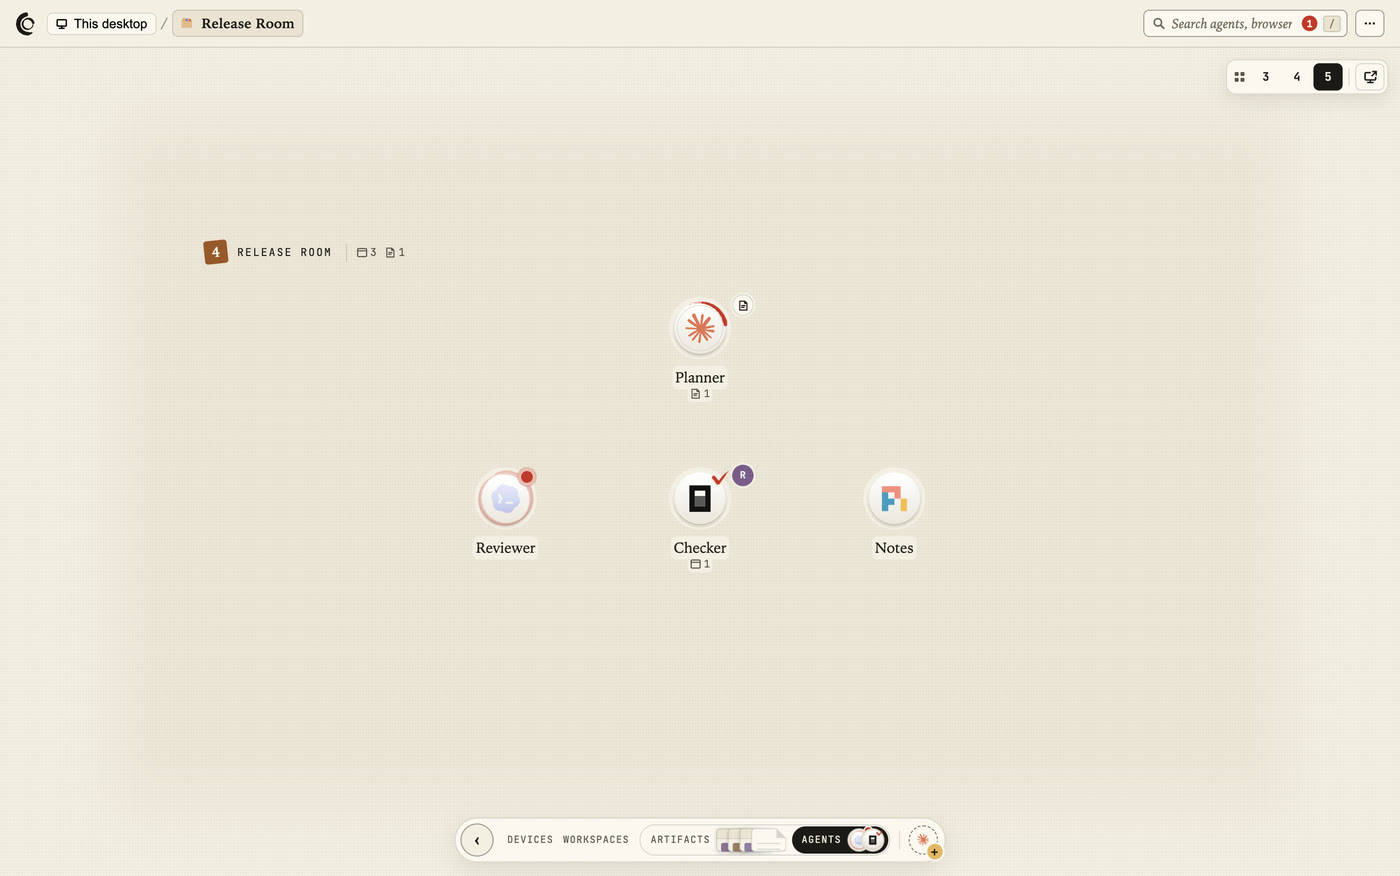 This desktop / Release Room
Search agents, browser 1 /
3 4 5
4 RELEASE ROOM 3 1
Planner
1
R
Reviewer
Checker
Notes
1
DEVICES WORKSPACES ARTIFACTS AGENTS